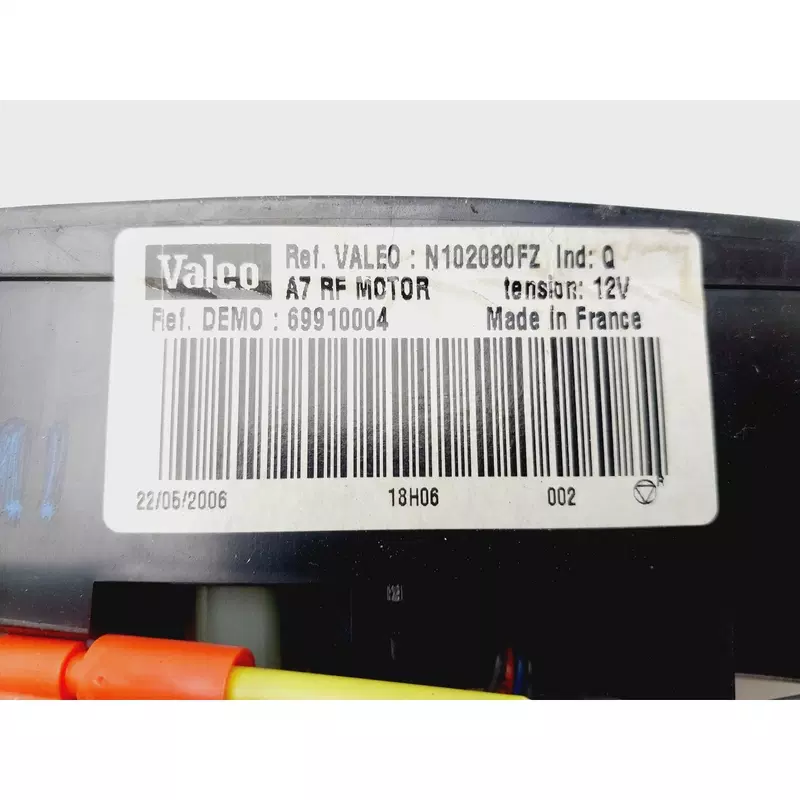 Valeo Ref. VALEO : N102080FZ Ind: Q
A7 RF MOTOR tension: 12V
Ref. DEMO : 69910004 Made in France
22/05/2006 18H06 002 R